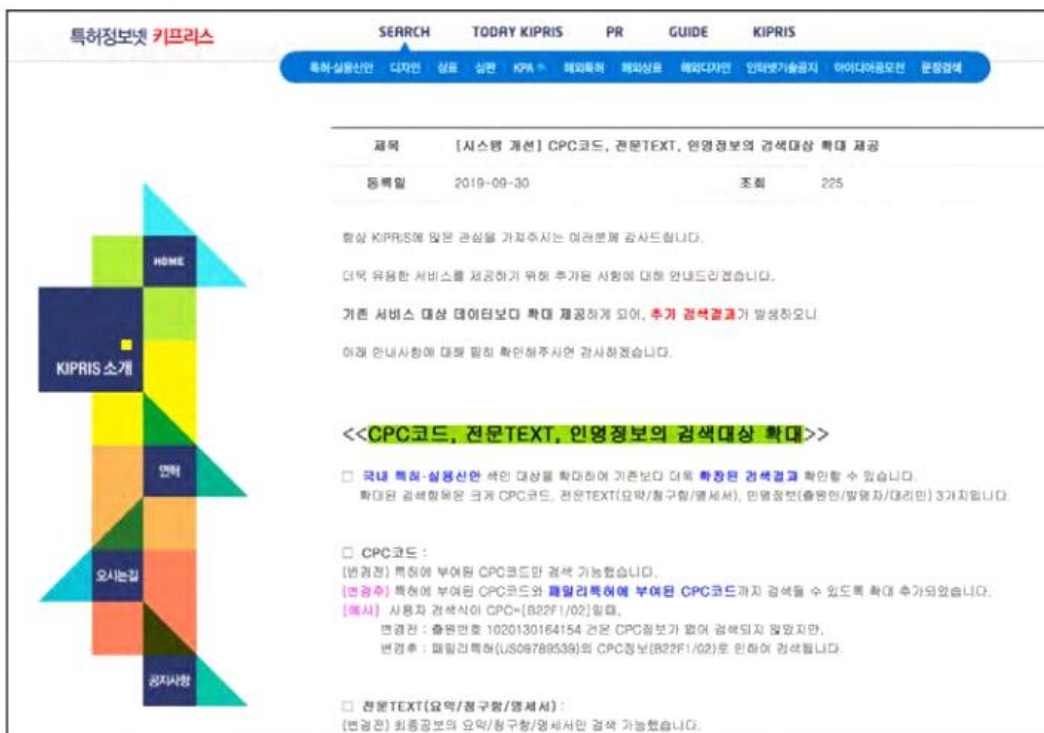 특허정보넷 키프리스
SEARCH TODAY KIPRIS PR GUIDE KIPRIS
특허·실용신안 디자인 상표 심판 KPA 해외특허 해외상표 해외디자인 인터넷기술공지 아이디어공모전 문장검색
제목 [시스템 개선] CPC코드, 전문TEXT, 인명정보의 검색대상 확대 제공
등록일 2019-09-30 조회 225
항상 KIPRIS에 많은 관심을 가져주시는 여러분께 감사드립니다.
HOME
더욱 유용한 서비스를 제공하기 위해 추가된 사항에 대해 안내드리겠습니다.
기존 서비스 대상 데이터보다 확대 제공하게 되어, 추가 검색결과가 발생하오니
아래 안내사항에 대해 필히 확인해주시면 감사하겠습니다.
KIPRIS 소개
<<CPC코드, 전문TEXT, 인명정보의 검색대상 확대>>
연혁
□ 국내 특허·실용신안 색인 대상을 확대하여 기존보다 더욱 확장된 검색결과 확인할 수 있습니다.
확대된 검색항목은 크게 CPC코드, 전문TEXT(요약/청구항/명세서), 인명정보(출원인/발명자/대리인) 3가지입니다.
□ CPC코드 :
(변경전) 특허에 부여된 CPC코드만 검색 가능했습니다.
오시는길
(변경후) 특허에 부여된 CPC코드와 패밀리특허에 부여된 CPC코드까지 검색될 수 있도록 확대 추가되었습니다.
[예시] 사용자 검색식이 CPC=[B22F1/02]일때,
변경전 : 출원번호 1020130164154 건은 CPC정보가 없어 검색되지 않았지만,
변경후 : 패밀리특허(US09789539)의 CPC정보(B22F1/02)로 인하여 검색됩니다.
공지사항
□ 전문TEXT(요약/청구항/명세서) :
(변경전) 최종공보의 요약/청구항/명세서만 검색 가능했습니다.